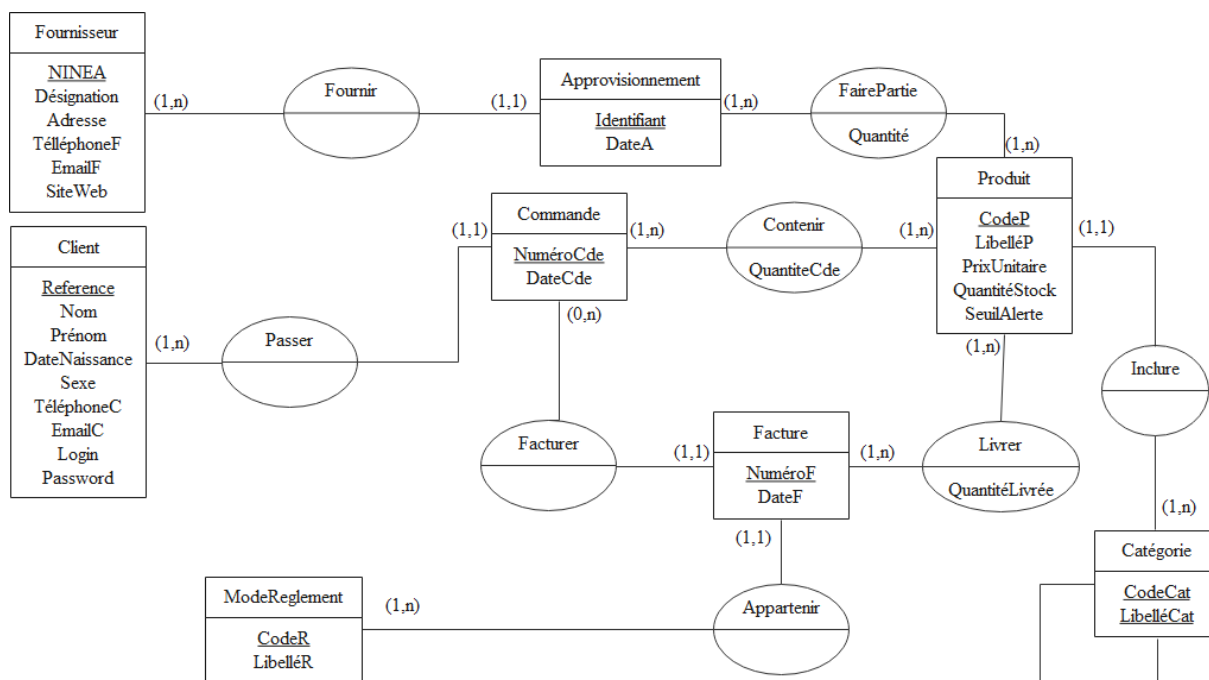 Fournisseur
NINEA
Désignation
Adresse
TélléphoneF
EmailF
SiteWeb
(1,n)
Fournir
(1,1)
Approvisionnement
Identifiant
DateA
(1,n)
FairePartie
Quantité
(1,n)
Produit
CodeP
LibelléP
PrixUnitaire
QuantitéStock
SeuilAlerte
(1,1)
(1,n)
(1,n)
Commande
NuméroCde
DateCde
(1,1)
(1,n)
(0,n)
Contenir
QuantiteCde
Client
Reference
Nom
Prénom
DateNaissance
Sexe
TéléphoneC
EmailC
Login
Password
(1,n)
Passer
Inclure
Facturer
(1,1)
Facture
NuméroF
DateF
(1,n)
(1,1)
Livrer
QuantitéLivrée
(1,n)
Catégorie
CodeCat
LibelléCat
ModeReglement
CodeR
LibelléR
(1,n)
Appartenir